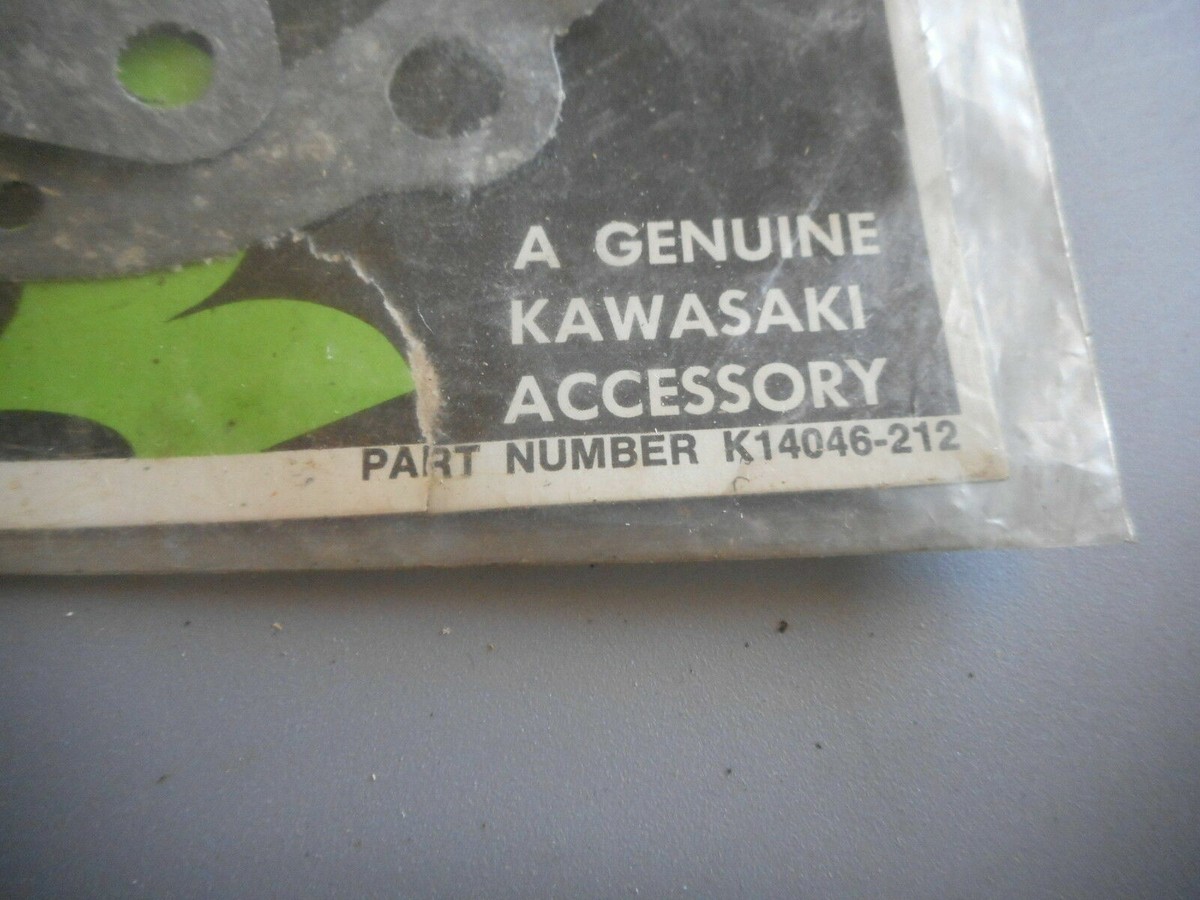 A GENUINE
KAWASAKI
ACCESSORY
PART NUMBER K14046-212